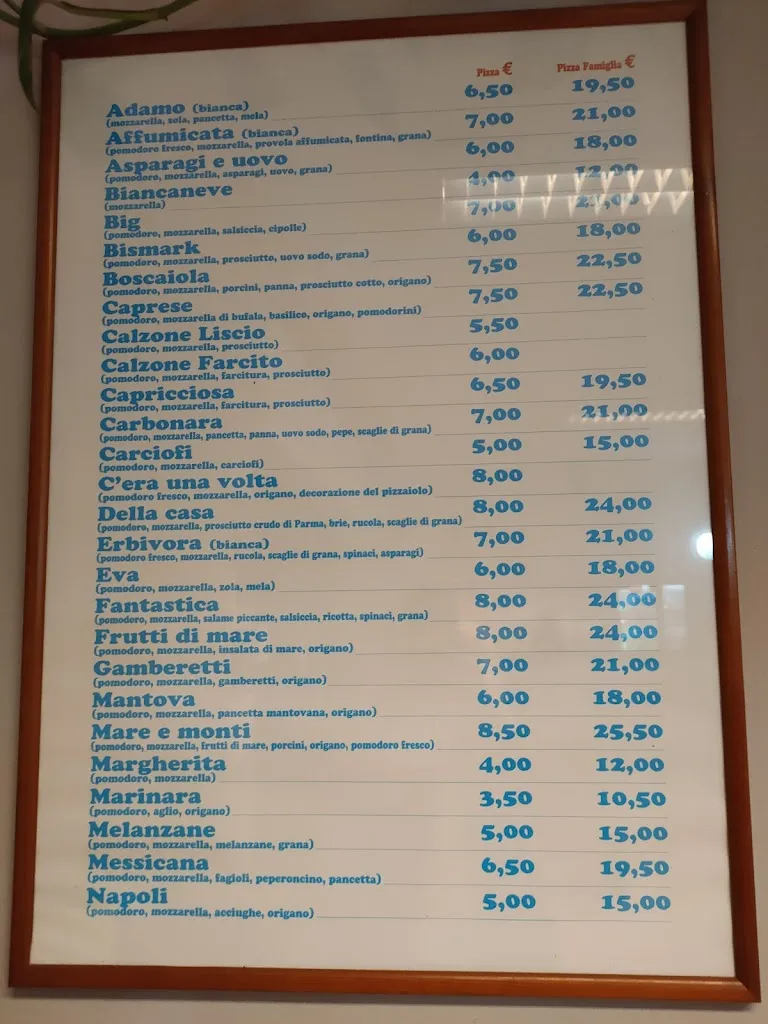 Pizza € Pizza Famiglia €
Adamo (bianca) 6,50 19,50
(mozzarella, zola, pancetta, mela)
Affumicata (bianca) 7,00 21,00
(pomodoro fresco, mozzarella, provola affumicata, fontina, grana)
Asparagi e uovo 6,00 18,00
(pomodoro, mozzarella, asparagi, uovo, grana)
Biancaneve 4,00 12,00
(mozzarella)
Big 7,00 21,00
(pomodoro, mozzarella, salsiccia, cipolle)
Bismark 6,00 18,00
(pomodoro, mozzarella, prosciutto, uovo sodo, grana)
Boscaiola 7,50 22,50
(pomodoro, mozzarella, porcini, panna, prosciutto cotto, origano)
Caprese 7,50 22,50
(pomodoro, mozzarella di bufala, basilico, origano, pomodorini)
Calzone Liscio 5,50
(pomodoro, mozzarella, prosciutto)
Calzone Farcito 6,00
(pomodoro, mozzarella, farcitura, prosciutto)
Capricciosa 6,50 19,50
(pomodoro, mozzarella, farcitura, prosciutto)
Carbonara 7,00 21,00
(pomodoro, mozzarella, pancetta, panna, uovo sodo, pepe, scaglie di grana)
Carciofi 5,00 15,00
(pomodoro, mozzarella, carciofi)
C'era una volta 8,00
(pomodoro fresco, mozzarella, origano, decorazione del pizzaiolo)
Della casa 8,00 24,00
(pomodoro, mozzarella, prosciutto crudo di Parma, brie, rucola, scaglie di grana)
Erbivora (bianca) 7,00 21,00
(pomodoro fresco, mozzarella, rucola, scaglie di grana, spinaci, asparagi)
Eva 6,00 18,00
(pomodoro, mozzarella, zola, mela)
Fantastica 8,00 24,00
(pomodoro, mozzarella, salame piccante, salsiccia, ricotta, spinaci, grana)
Frutti di mare 8,00 24,00
(pomodoro, mozzarella, insalata di mare, origano)
Gamberetti 7,00 21,00
(pomodoro, mozzarella, gamberetti, origano)
Mantova 6,00 18,00
(pomodoro, mozzarella, pancetta mantovana, origano)
Mare e monti 8,50 25,50
(pomodoro, mozzarella, frutti di mare, porcini, origano, pomodoro fresco)
Margherita 4,00 12,00
(pomodoro, mozzarella)
Marinara 3,50 10,50
(pomodoro, aglio, origano)
Melanzane 5,00 15,00
(pomodoro, mozzarella, melanzane, grana)
Messicana 6,50 19,50
(pomodoro, mozzarella, fagioli, peperoncino, pancetta)
Napoli 5,00 15,00
(pomodoro, mozzarella, acciughe, origano)